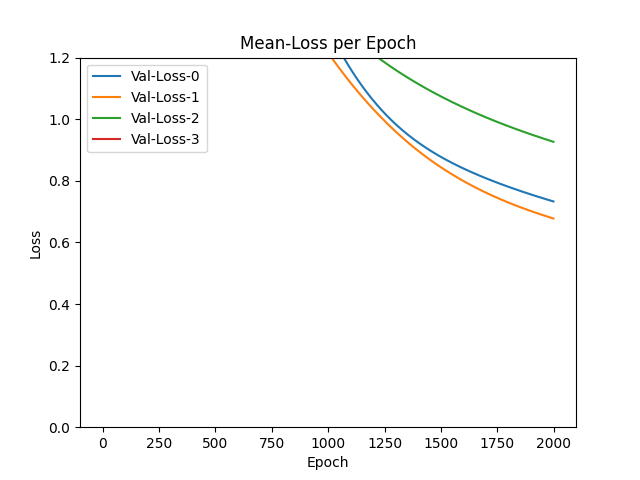 Mean-Loss per Epoch
Val-Loss-0
Val-Loss-1
Val-Loss-2
Val-Loss-3
1.2
1.0
0.8
0.6
0.4
0.2
0.0
Loss
0 250 500 750 1000 1250 1500 1750 2000
Epoch